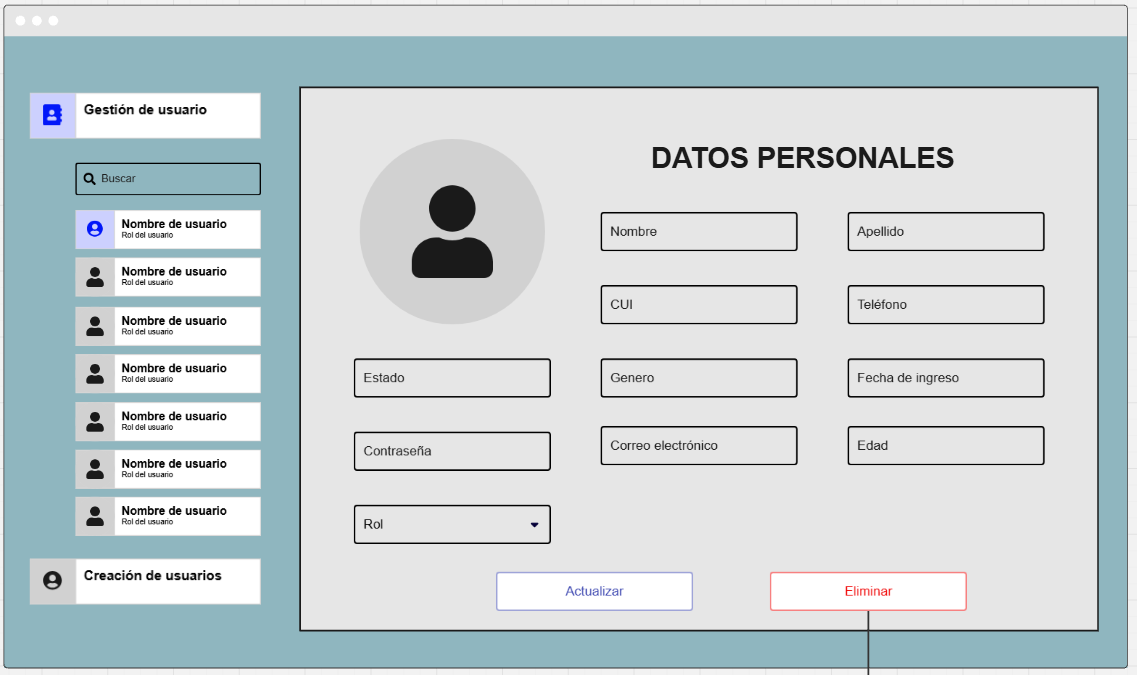 Gestión de usuario
Buscar
Nombre de usuario
Rol del usuario
Nombre de usuario
Rol del usuario
Nombre de usuario
Rol del usuario
Nombre de usuario
Rol del usuario
Nombre de usuario
Rol del usuario
Nombre de usuario
Rol del usuario
Nombre de usuario
Rol del usuario
Creación de usuarios
DATOS PERSONALES
Nombre
Apellido
CUI
Teléfono
Estado
Genero
Fecha de ingreso
Contraseña
Correo electrónico
Edad
Rol
Actualizar
Eliminar